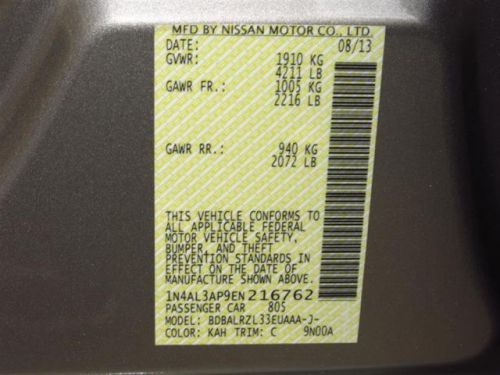 MFD BY NISSAN MOTOR CO., LTD.
DATE: 08/13
GVWR: 1910 KG
4211 LB
GAWR FR.: 1005 KG
2216 LB
GAWR RR.: 940 KG
2072 LB
THIS VEHICLE CONFORMS TO
ALL APPLICABLE FEDERAL
MOTOR VEHICLE SAFETY,
BUMPER, AND THEFT
PREVENTION STANDARDS IN
EFFECT ON THE DATE OF
MANUFACTURE SHOWN ABOVE.
1N4AL3AP9EN216762
PASSENGER CAR 805
MODEL: BDBALRZL33EUAAA-J-
COLOR: KAH TRIM: C 9N00A